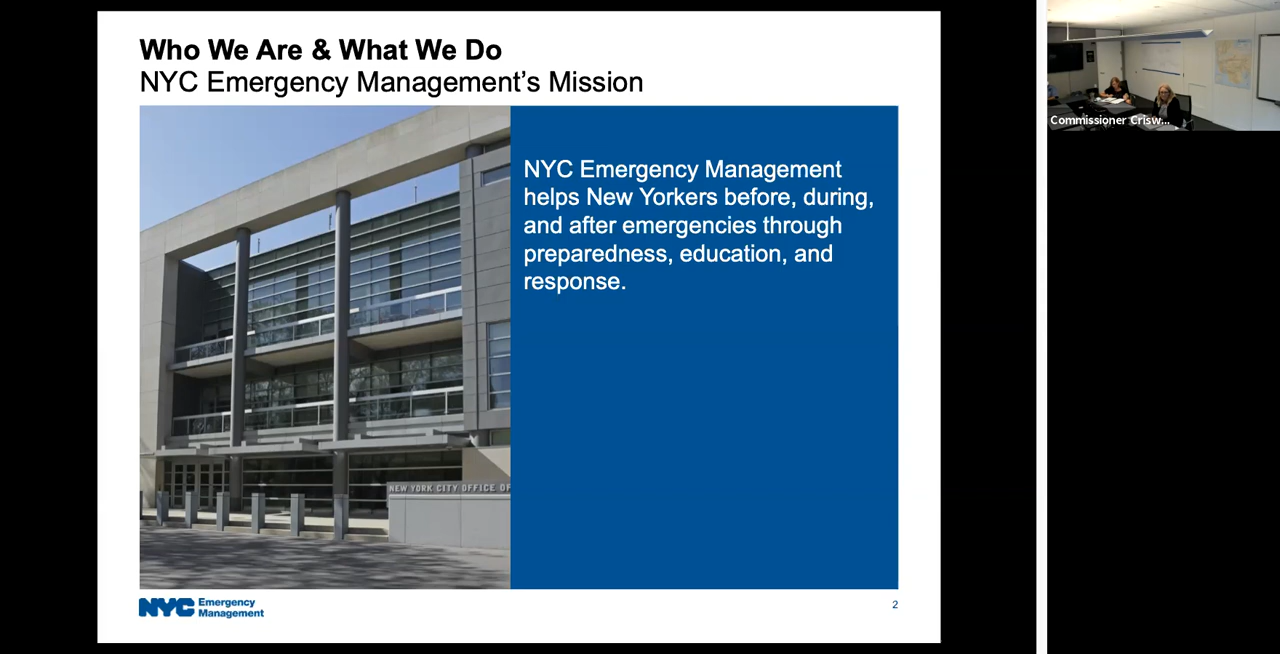 Who We Are & What We Do
NYC Emergency Management’s Mission
NYC Emergency Management
helps New Yorkers before, during,
and after emergencies through
preparedness, education, and
response.
NEW YORK CITY OFFICE OF
NYC Emergency
Management
2
Commissioner Crisw...